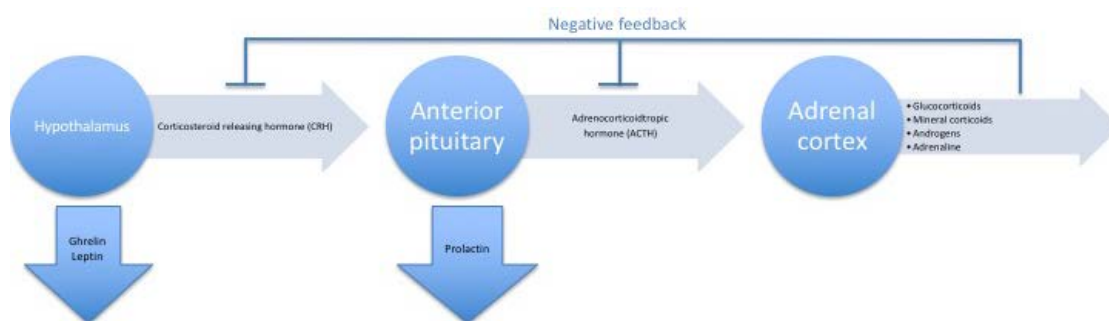 Negative feedback
Hypothalamus
Corticosteroid releasing hormone (CRH)
Anterior
pituitary
Adrenocorticoidtropic
hormone (ACTH)
Adrenal
cortex
• Glucocorticoids
• Mineral corticoids
• Androgens
• Adrenaline
Ghrelin
Leptin
Prolactin